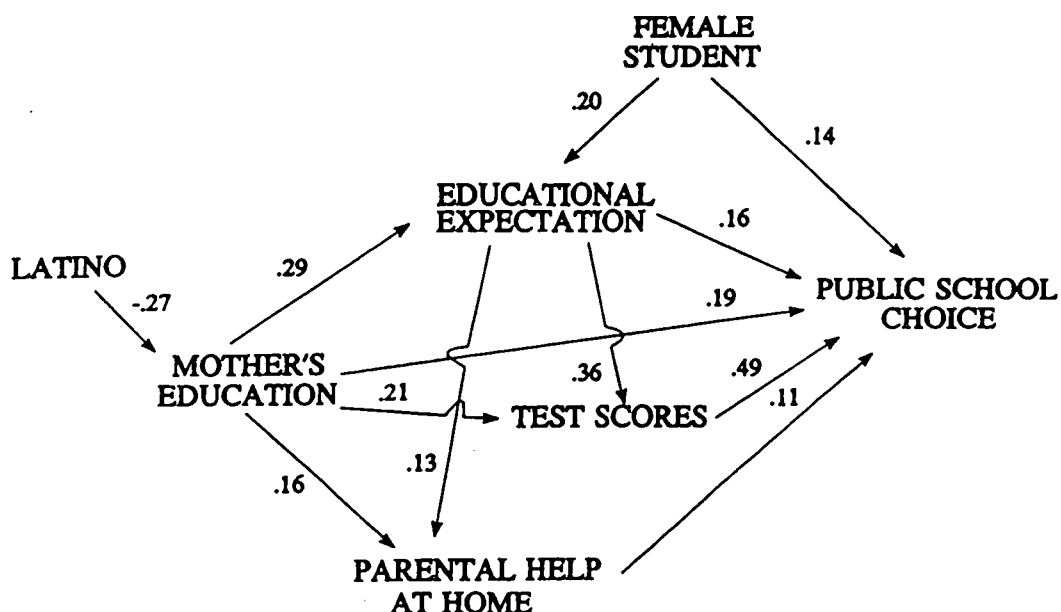 FEMALE
STUDENT
.20
.14
EDUCATIONAL
EXPECTATION
.16
LATINO
-.27
.29
.19
PUBLIC SCHOOL
CHOICE
MOTHER'S
EDUCATION
.21
.36
.49
TEST SCORES
.11
.13
.16
PARENTAL HELP
AT HOME